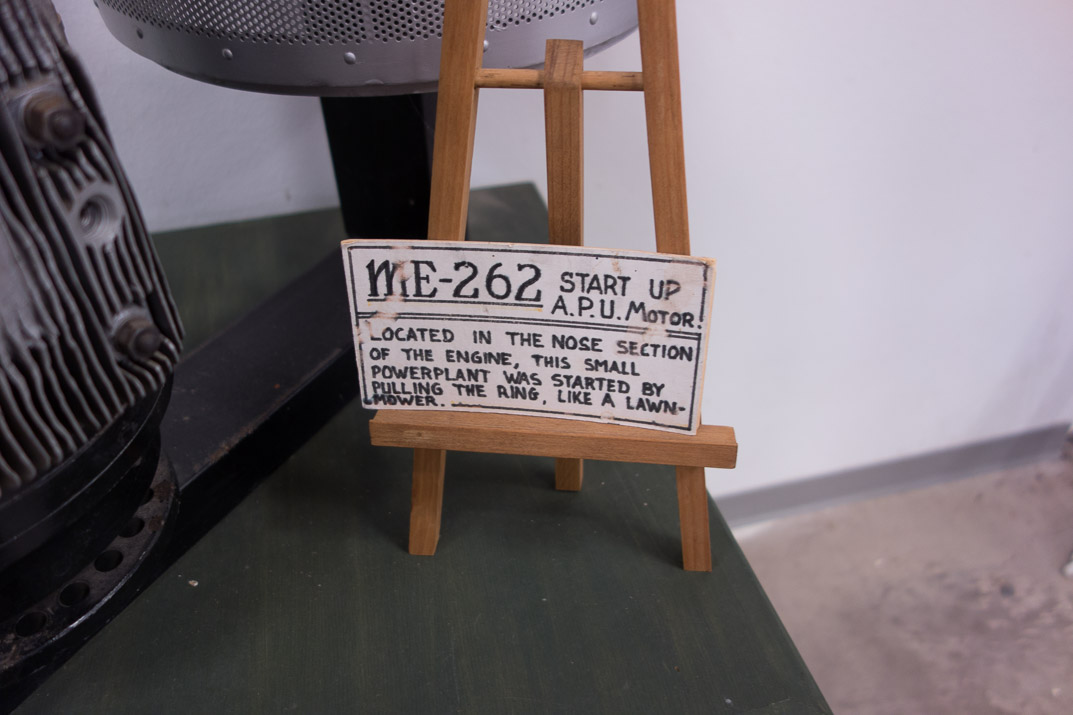 ME-262 START UP
A.P.U. MOTOR.
LOCATED IN THE NOSE SECTION
OF THE ENGINE, THIS SMALL
POWERPLANT WAS STARTED BY
PULLING THE RING, LIKE A LAWN-
MOWER.